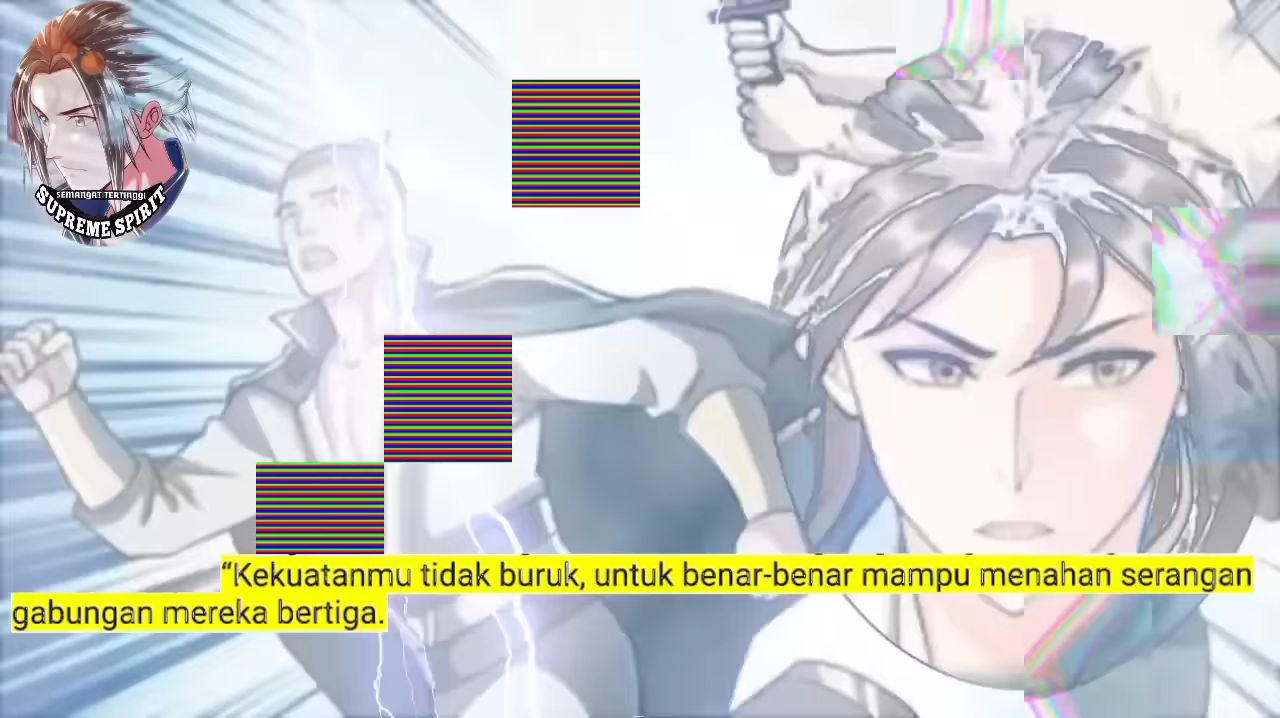 SEMANGAT TERTINGGI
SUPREME SPIRIT
“Kekuatanmu tidak buruk, untuk benar-benar mampu menahan serangan
gabungan mereka bertiga.